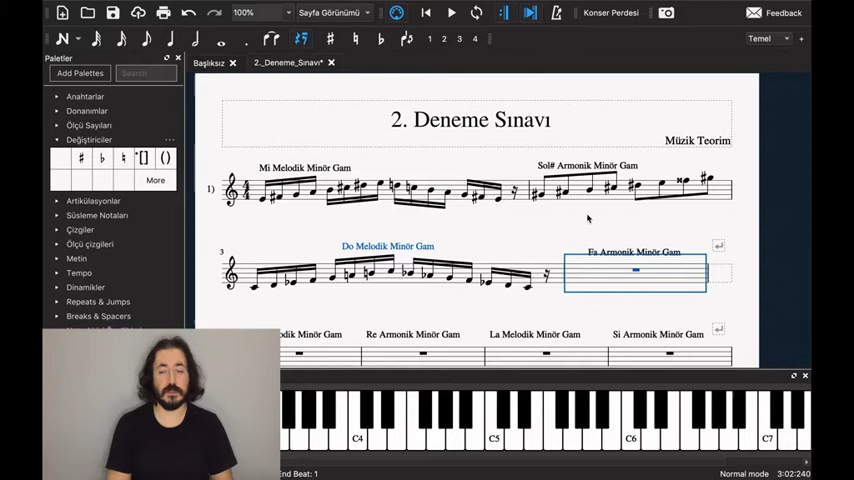 100%
Sayfa Görünümü
Konser Perdesi
Feedback
1 2 3 4
Temel
Paletler
Başlıksız
2._Deneme_Sınavı*
Add Palettes
Search
Anahtarlar
Donanımlar
Ölçü Sayıları
Değiştiriciler
More
Artikülasyonlar
Süsleme Notaları
Çizgiler
Ölçü çizgileri
Metin
Tempo
Dinamikler
Repeats & Jumps
Breaks & Spacers
2. Deneme Sınavı
Müzik Teorim
Mi Melodik Minör Gam
Sol# Armonik Minör Gam
1)
Do Melodik Minör Gam
Fa Armonik Minör Gam
3
Minör Gam
Re Armonik Minör Gam
La Melodik Minör Gam
Si Armonik Minör Gam
C4
C5
C6
C7
End Beat: 1
Normal mode
3:02:240